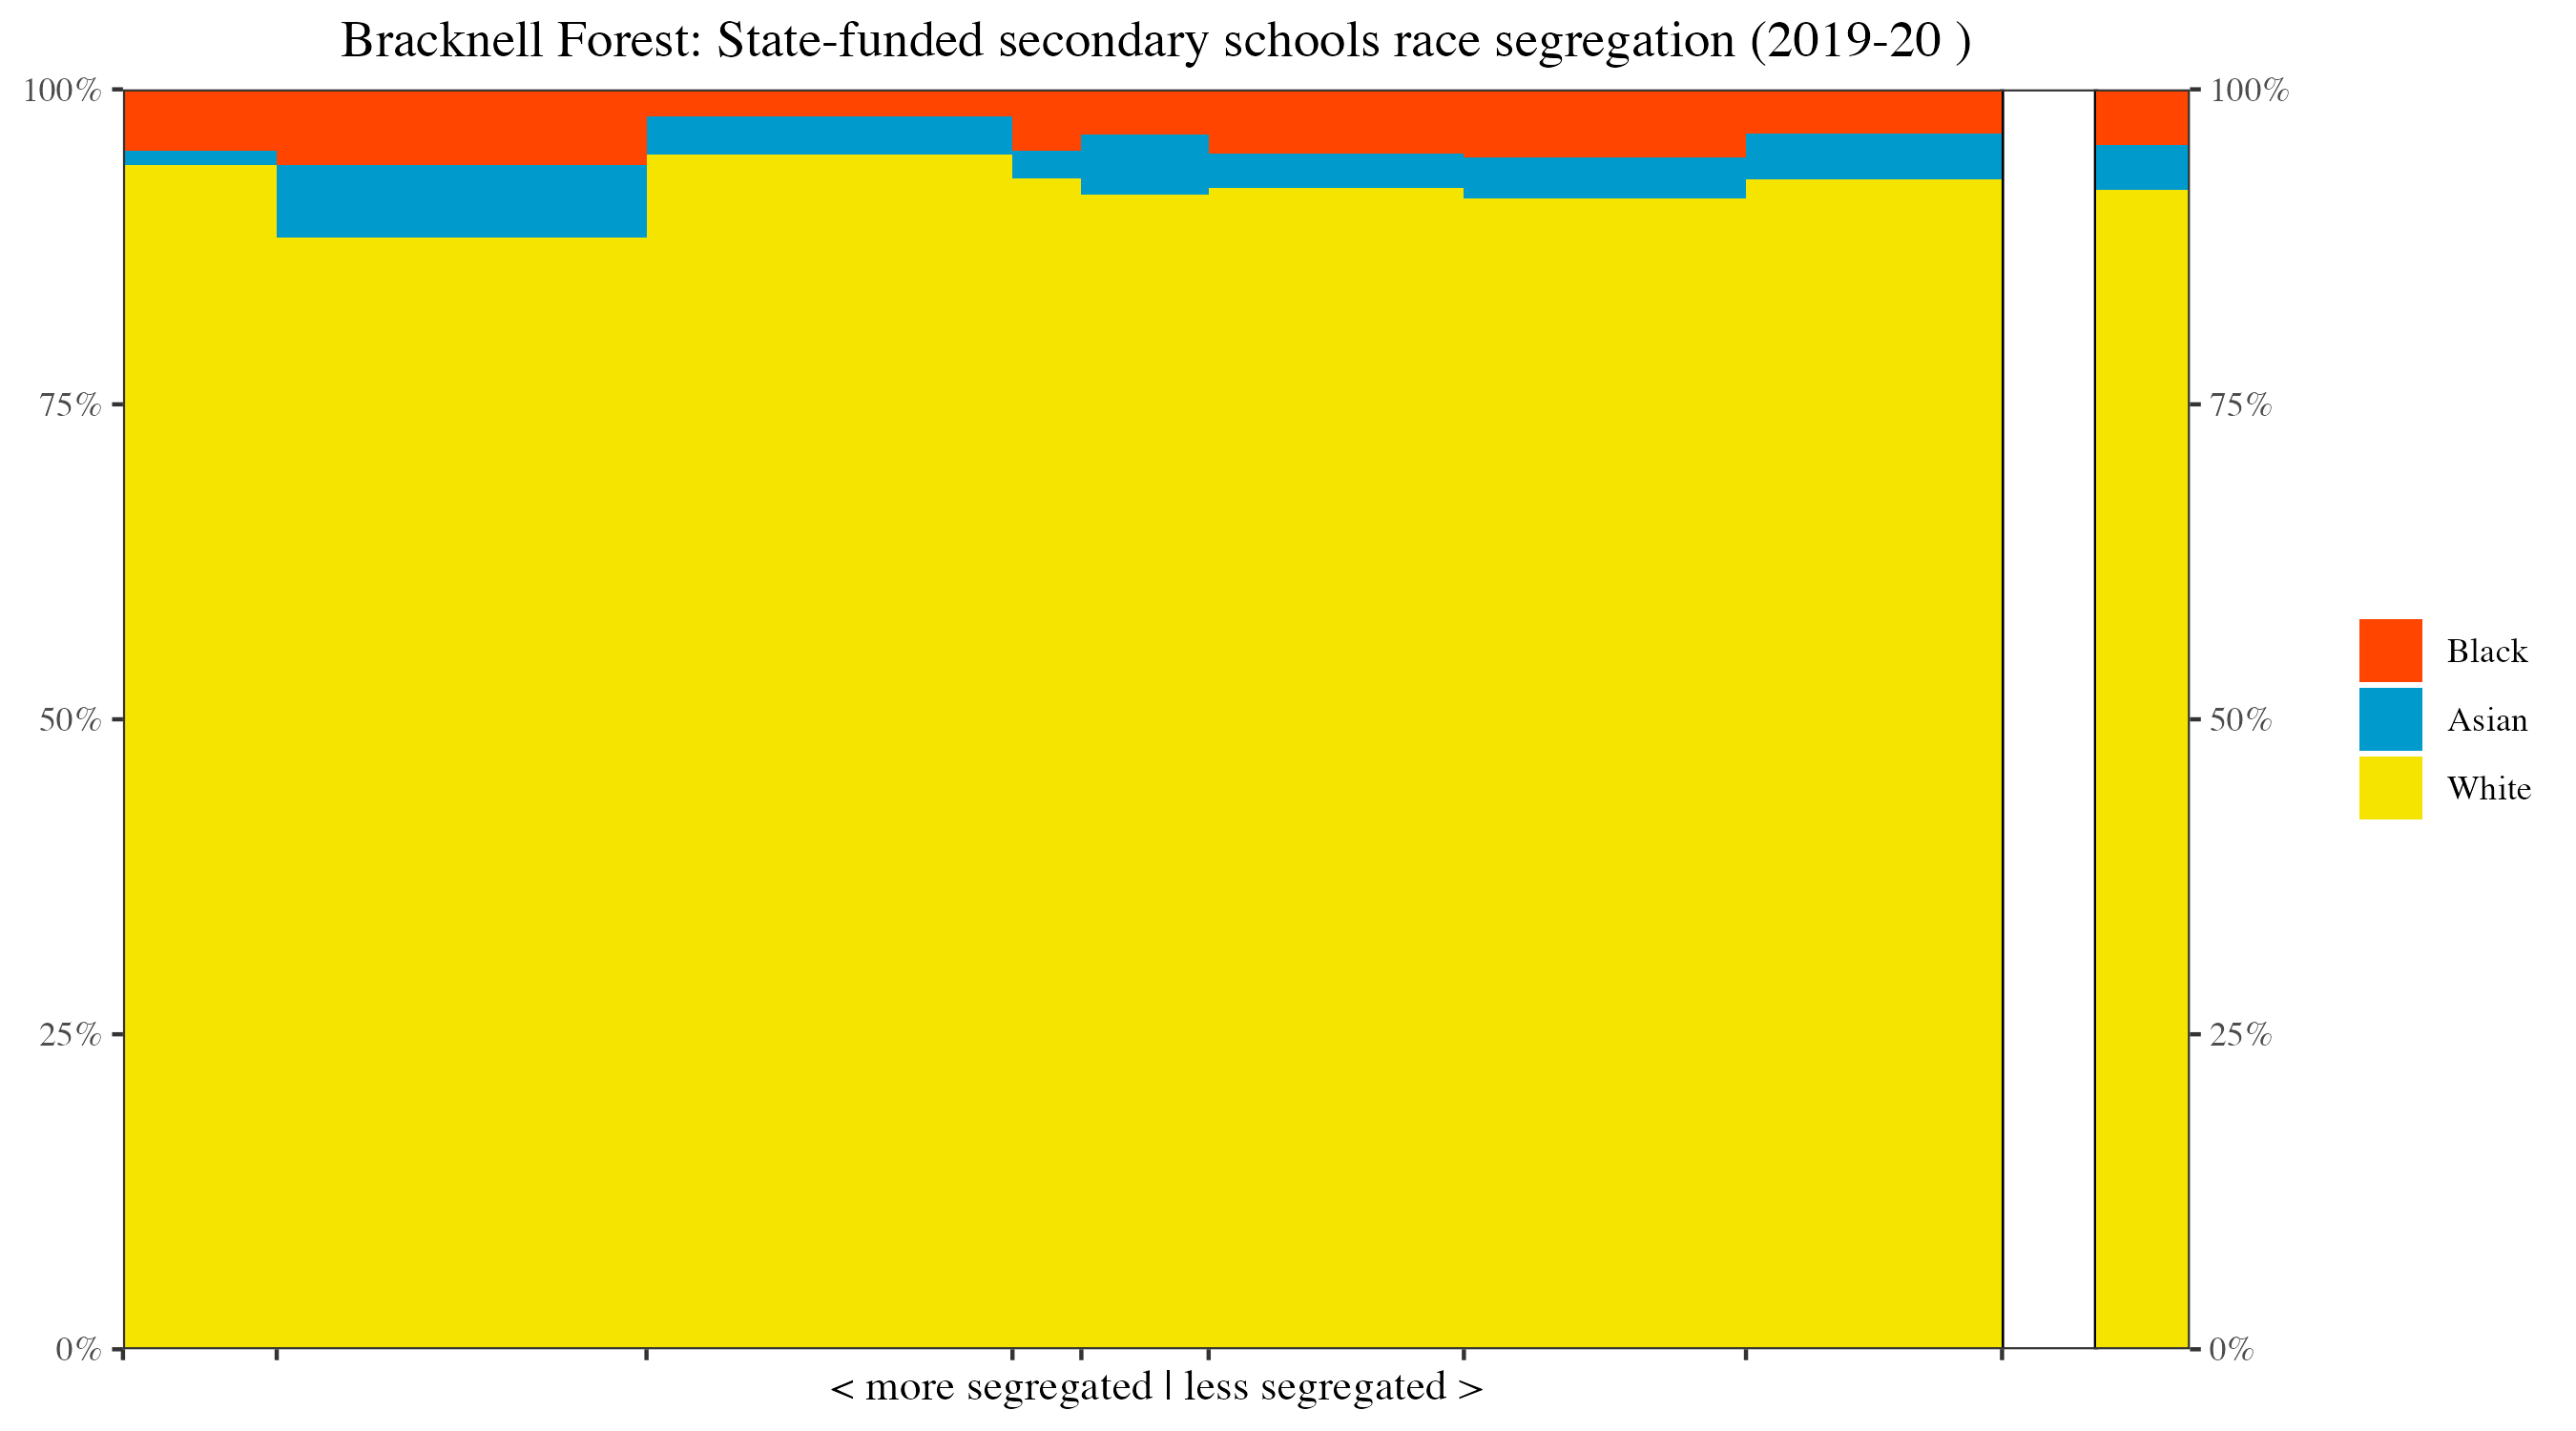 Bracknell Forest: State-funded secondary schools race segregation (2019-20 )
100%
75%
50%
25%
0%
100%
75%
50%
25%
0%
Black
Asian
White
< more segregated | less segregated >